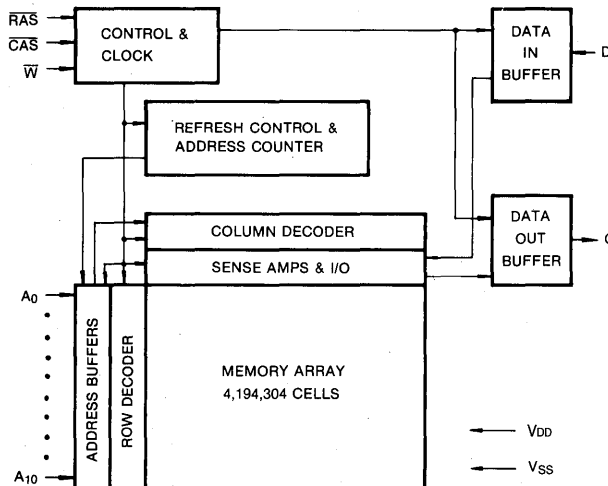 RAS
CAS
W
CONTROL &
CLOCK
DATA
IN
BUFFER
D
REFRESH CONTROL &
ADDRESS COUNTER
COLUMN DECODER
SENSE AMPS & I/O
DATA
OUT
BUFFER
A0
A10
ADDRESS BUFFERS
ROW DECODER
MEMORY ARRAY
4,194,304 CELLS
VDD
VSS